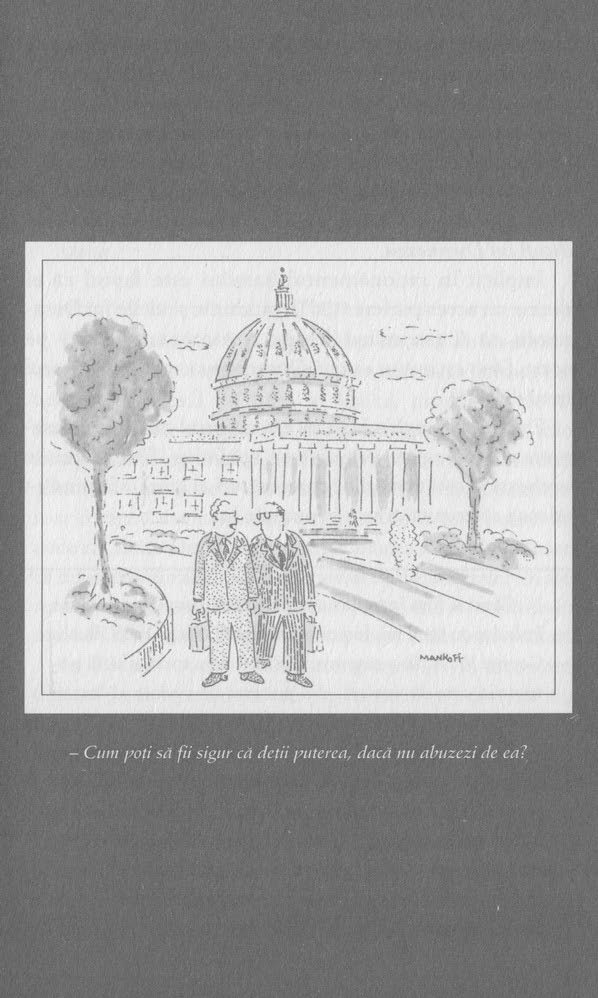 MANKOFF
– Cum poți să fii sigur că deții puterea, dacă nu abuzezi de ea?